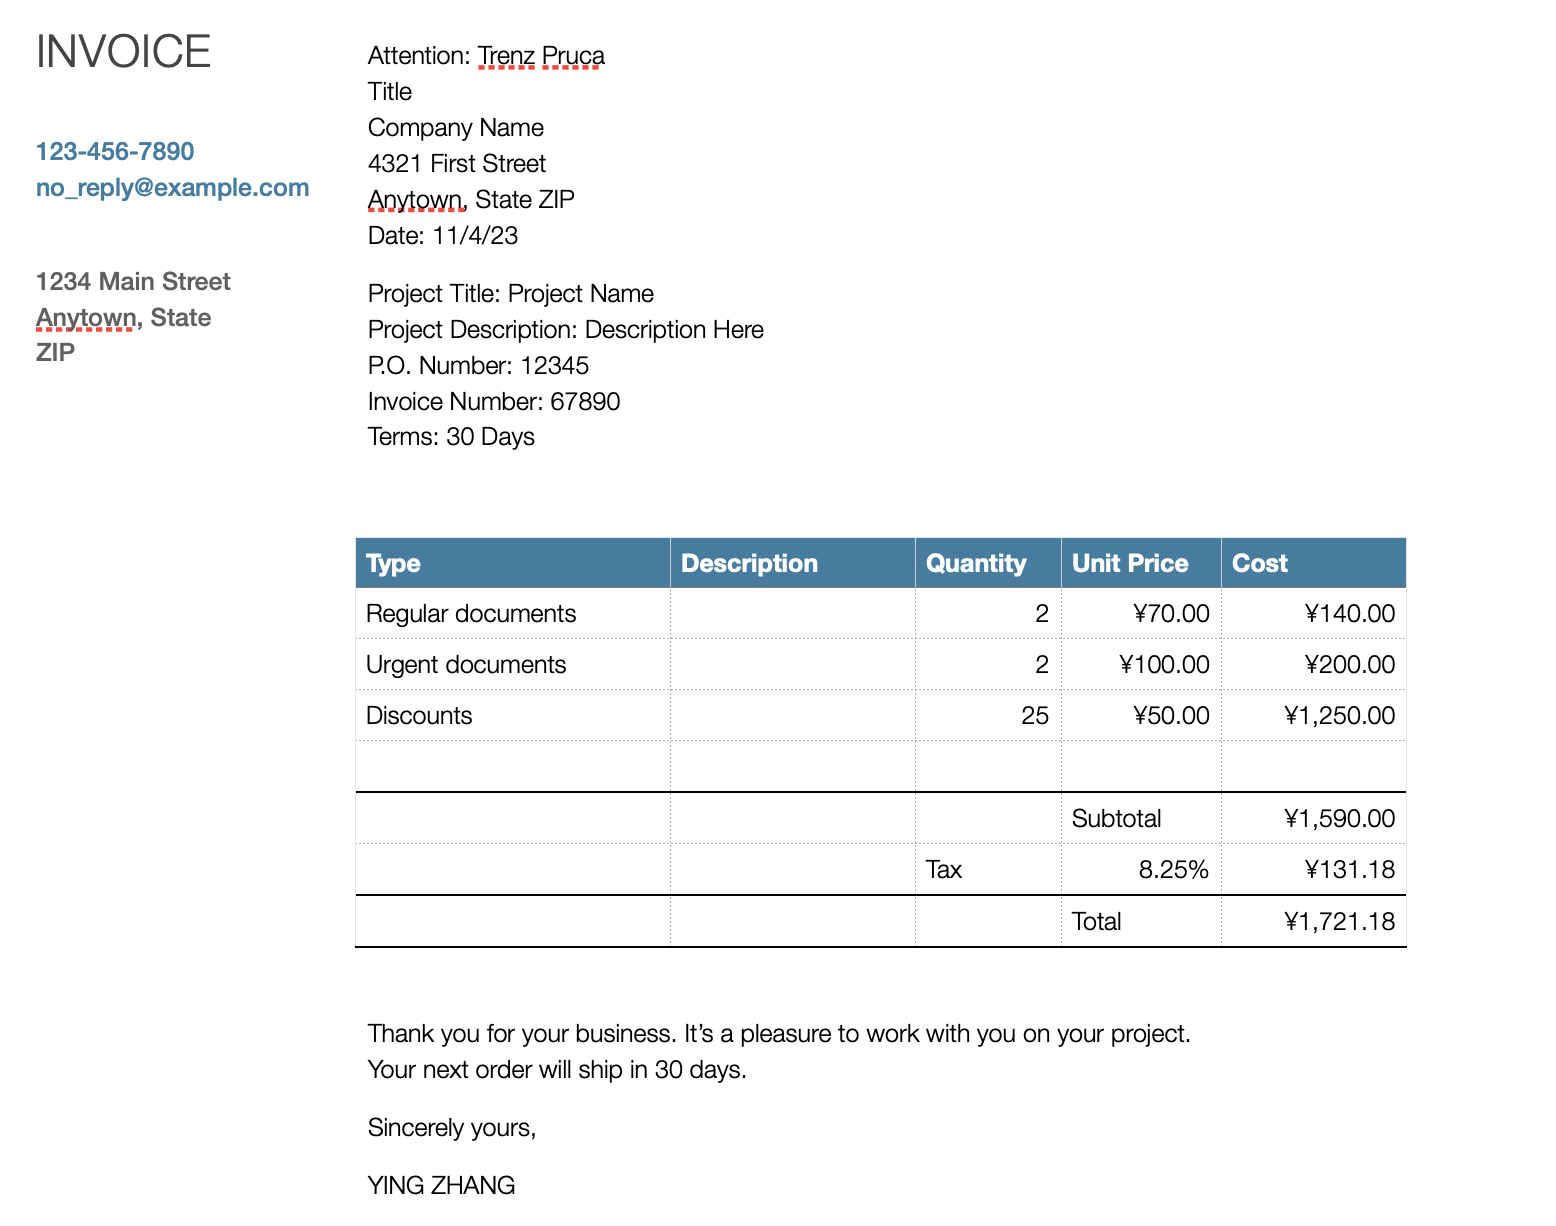 INVOICE
123-456-7890
no_reply@example.com
1234 Main Street
Anytown, State
ZIP
Attention: Trenz Pruca
Title
Company Name
4321 First Street
Anytown, State ZIP
Date: 11/4/23
Project Title: Project Name
Project Description: Description Here
P.O. Number: 12345
Invoice Number: 67890
Terms: 30 Days
Type Description Quantity Unit Price Cost
Regular documents 2 ¥70.00 ¥140.00
Urgent documents 2 ¥100.00 ¥200.00
Discounts 25 ¥50.00 ¥1,250.00
Subtotal ¥1,590.00
Tax 8.25% ¥131.18
Total ¥1,721.18
Thank you for your business. It’s a pleasure to work with you on your project.
Your next order will ship in 30 days.
Sincerely yours,
YING ZHANG